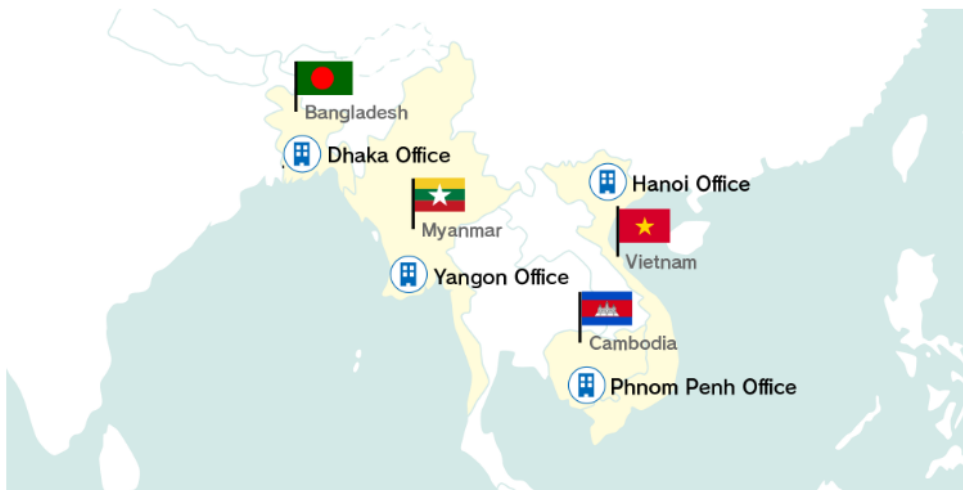 Bangladesh
Dhaka Office
Hanoi Office
Myanmar
Vietnam
Yangon Office
Cambodia
Phnom Penh Office